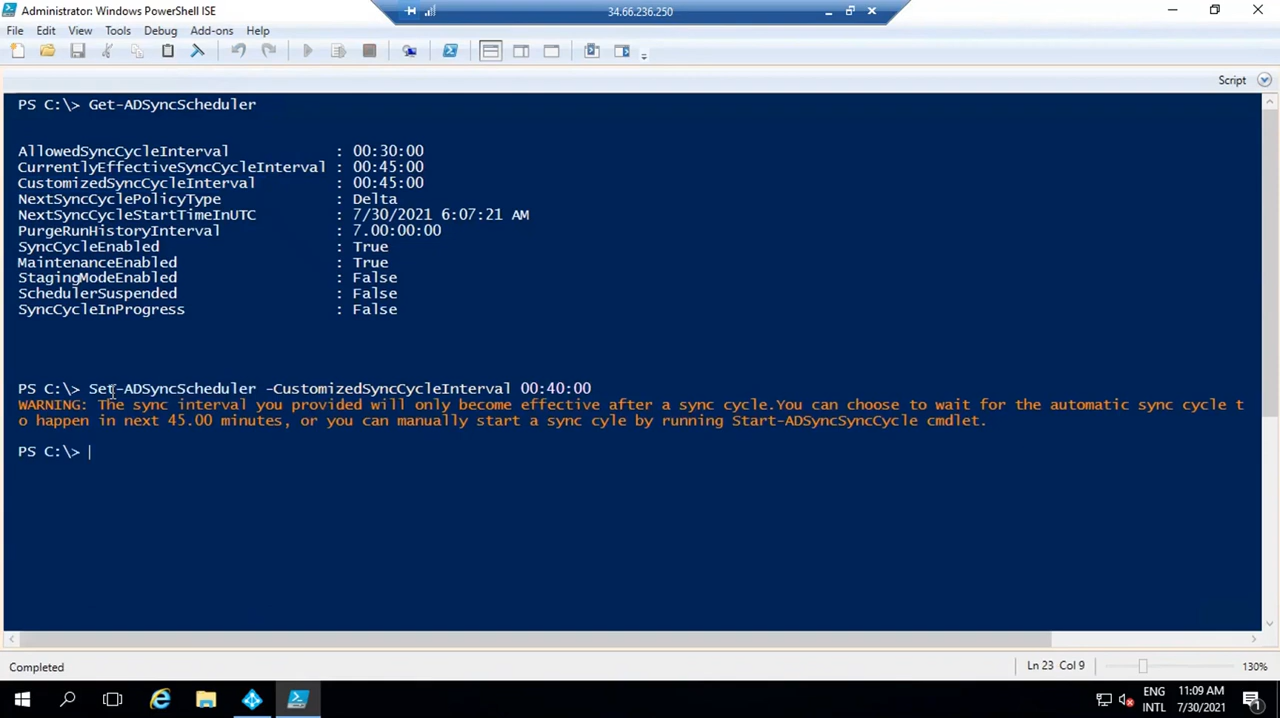 Administrator: Windows PowerShell ISE
34.66.236.250
File Edit View Tools Debug Add-ons Help
Script
PS C:\> Get-ADSyncScheduler
AllowedSyncCycleInterval : 00:30:00
CurrentlyEffectiveSyncCycleInterval : 00:45:00
CustomizedSyncCycleInterval : 00:45:00
NextSyncCyclePolicyType : Delta
NextSyncCycleStartTimeInUTC : 7/30/2021 6:07:21 AM
PurgeRunHistoryInterval : 7.00:00:00
SyncCycleEnabled : True
MaintenanceEnabled : True
StagingModeEnabled : False
SchedulerSuspended : False
SyncCycleInProgress : False
PS C:\> Set-ADSyncScheduler -CustomizedSyncCycleInterval 00:40:00
WARNING: The sync interval you provided will only become effective after a sync cycle.You can choose to wait for the automatic sync cycle t
o happen in next 45.00 minutes, or you can manually start a sync cyle by running Start-ADSyncSyncCycle cmdlet.
PS C:\>
Completed
Ln 23 Col 9
130%
ENG
INTL
11:09 AM
7/30/2021
1